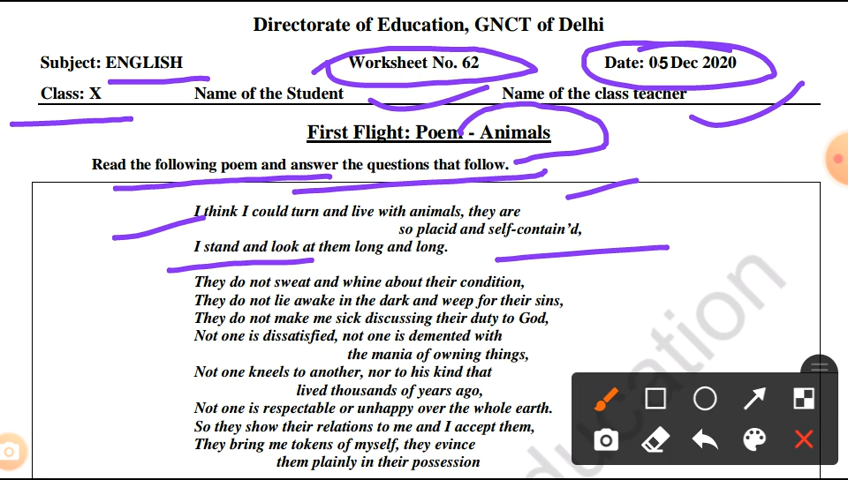 Directorate of Education, GNCT of Delhi
Subject: ENGLISH Worksheet No. 62 Date: 05 Dec 2020
Class: X Name of the Student Name of the class teacher
First Flight: Poem - Animals
Read the following poem and answer the questions that follow.
I think I could turn and live with animals, they are
so placid and self-contain'd,
I stand and look at them long and long.
They do not sweat and whine about their condition,
They do not lie awake in the dark and weep for their sins,
They do not make me sick discussing their duty to God,
Not one is dissatisfied, not one is demented with
the mania of owning things,
Not one kneels to another, nor to his kind that
lived thousands of years ago,
Not one is respectable or unhappy over the whole earth.
So they show their relations to me and I accept them,
They bring me tokens of myself, they evince
them plainly in their possession